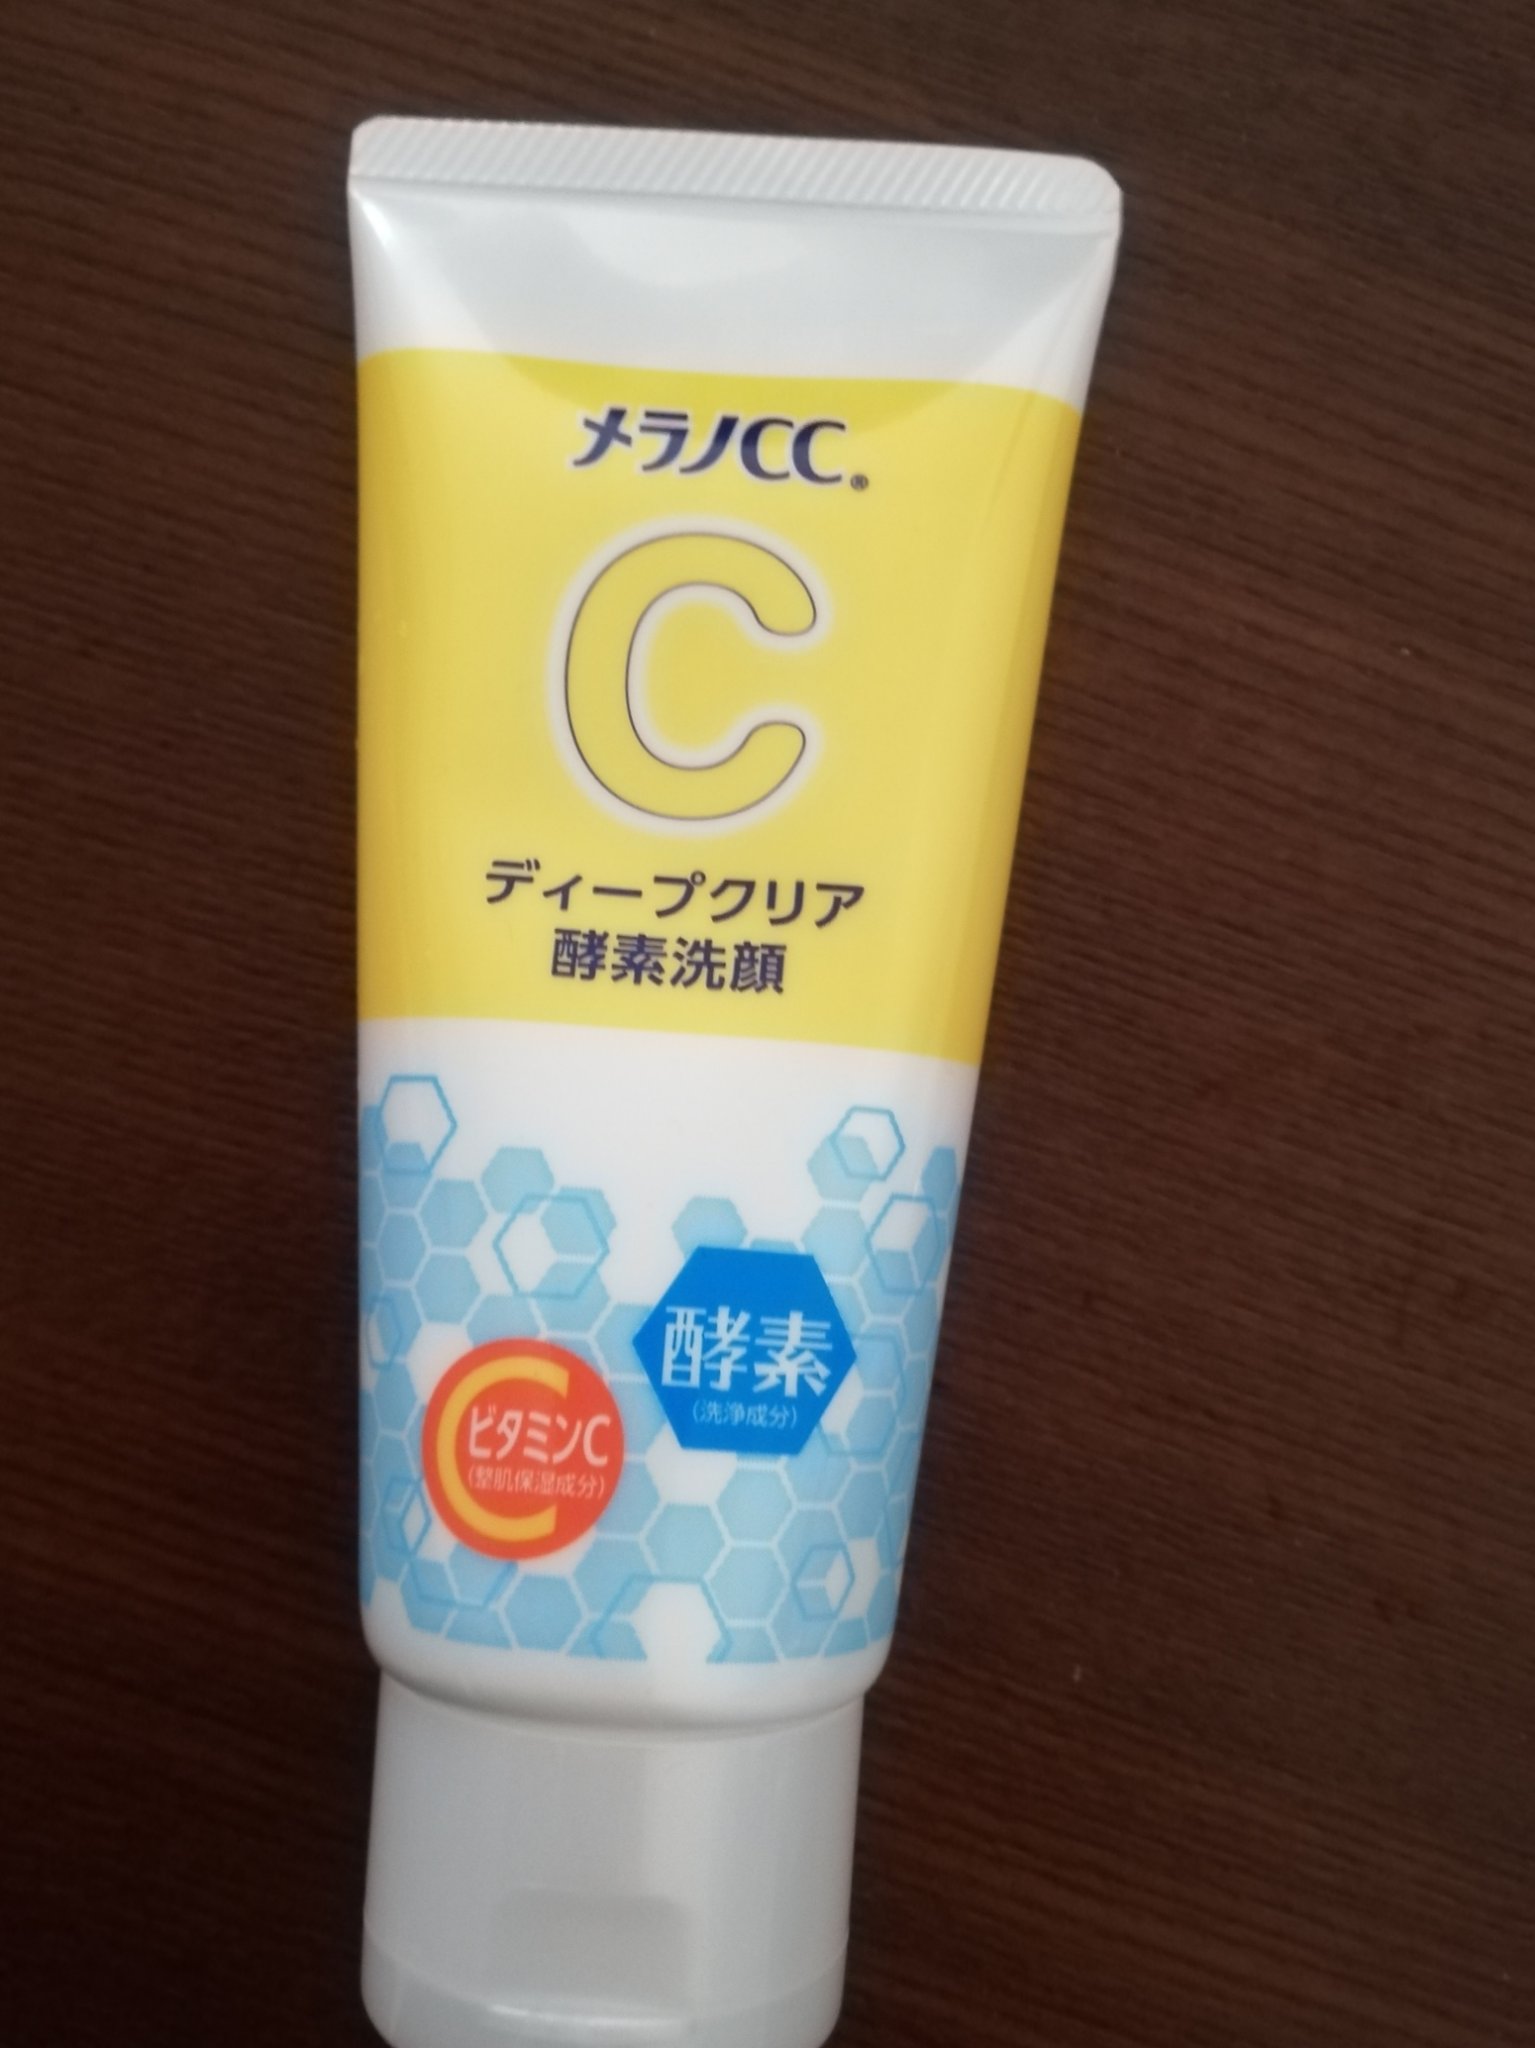 メラノCC®
C
ディープクリア
酵素洗顔
酵素
(洗浄成分)
C
ビタミンC
(整肌保湿成分)